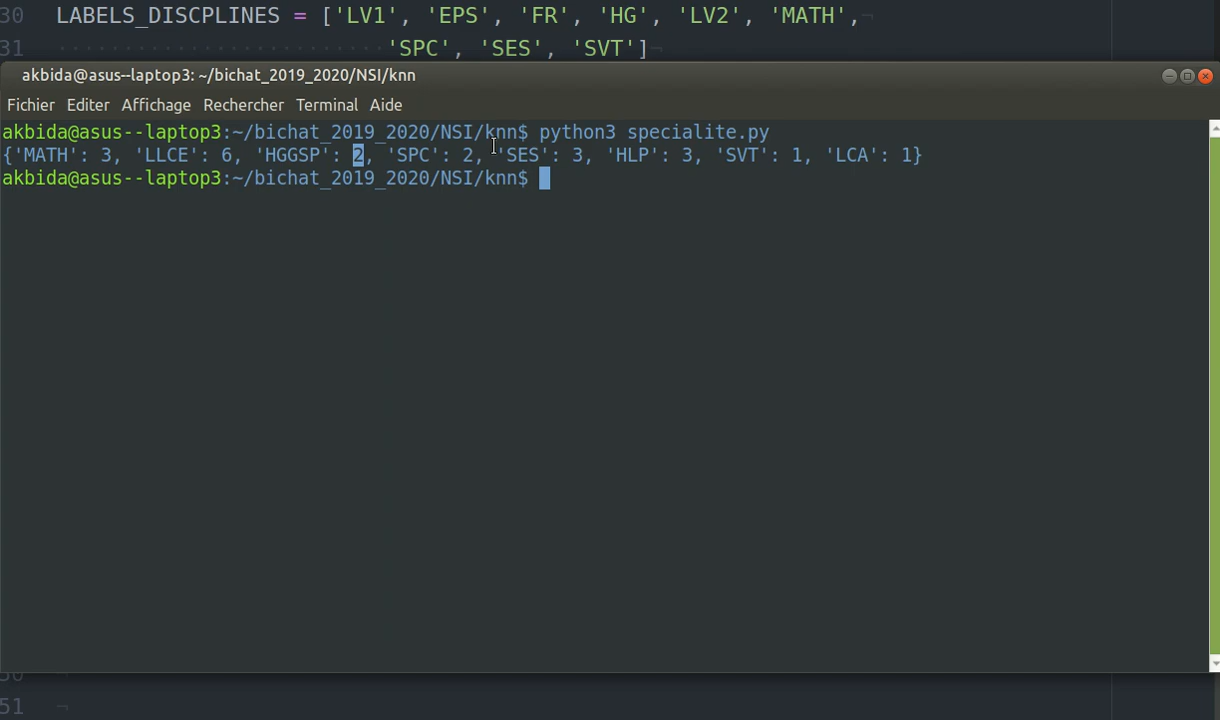 30 LABELS_DISCPLINES = ['LV1', 'EPS', 'FR', 'HG', 'LV2', 'MATH',¬
31 ························'SPC', 'SES', 'SVT']¬
akbida@asus--laptop3: ~/bichat_2019_2020/NSI/knn
Fichier Editer Affichage Rechercher Terminal Aide
akbida@asus--laptop3:~/bichat_2019_2020/NSI/knn$ python3 specialite.py
{'MATH': 3, 'LLCE': 6, 'HGGSP': 2, 'SPC': 2, 'SES': 3, 'HLP': 3, 'SVT': 1, 'LCA': 1}
akbida@asus--laptop3:~/bichat_2019_2020/NSI/knn$
51 ¬